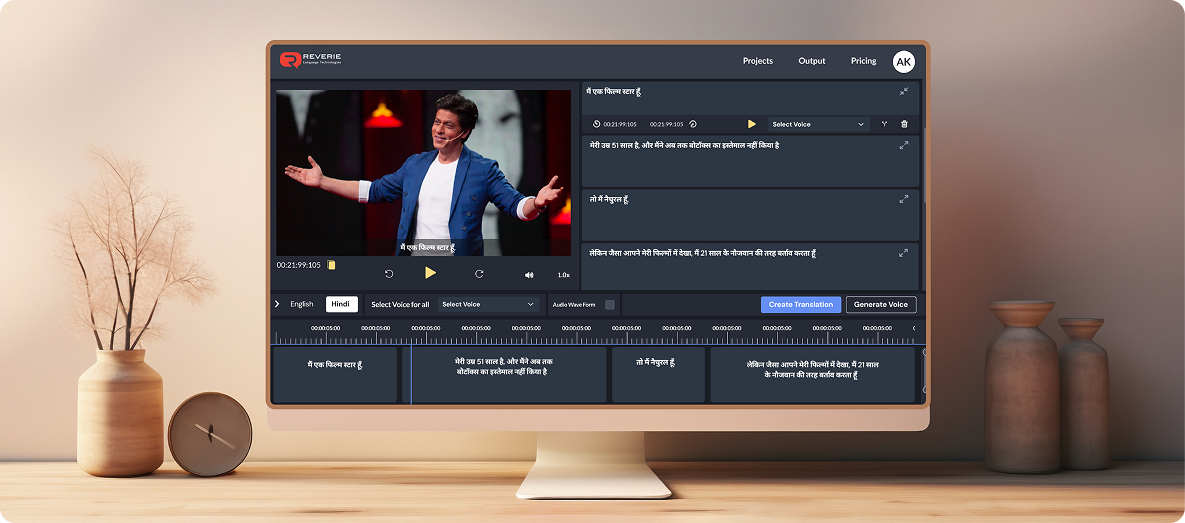 REVERIE
Language Technologies
Projects
Output
Pricing
AK
मैं एक फिल्म स्टार हूँ
00:21:99:105
मैं एक फिल्म स्टार हूँ
00:21:99:105
00:21:99:105
Select Voice
मेरी उम्र 51 साल है, और मैंने अब तक बोटॉक्स का इस्तेमाल नहीं किया है
तो मैं नैचुरल हूँ
लेकिन जैसा आपने मेरी फिल्मों में देखा, मैं 21 साल के नौजवान की तरह बर्ताव करता हूँ
1.0x
English
Hindi
Select Voice for all
Select Voice
Audio Wave Form
Create Translation
Generate Voice
00:00:05:00
00:00:05:00
00:00:05:00
00:00:05:00
00:00:05:00
00:00:05:00
00:00:05:00
00:00:05:00
00:00:05:00
00:00:05:00
00:00:05:00
00:00:05:00
मैं एक फिल्म स्टार हूँ
मेरी उम्र 51 साल है, और मैंने अब तक
बोटॉक्स का इस्तेमाल नहीं किया है
तो मैं नैचुरल हूँ
लेकिन जैसा आपने मेरी फिल्मों में देखा, मैं 21 साल
के नौजवान की तरह बर्ताव करता हूँ